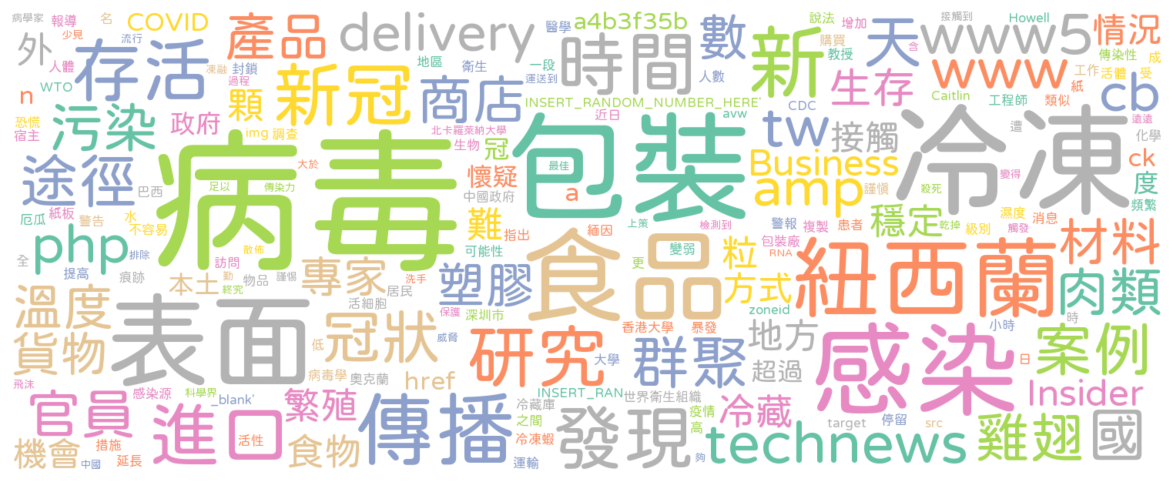 病學家 報導 名 COVID 產品 delivery 醫學 a4b3f35b 數 接觸到 Howell 說法 增加 情況
外 少見 流行 存活 地區 衛生 時間 新 購買 天 www5 傳染性 成
人體 凍融 封鎖 新冠 一段 人數 教授 含 www 工作 活體 受
WTO 過程 顆 商店 運送到 生存 紙 類似 cb
n 恐慌 污染 政府 INSERT_RANDOM_NUMBER_HERE' CDC Caitlin 工程師 遠遠
宿主 img 調查 北卡羅萊納大學 近日 avw tw 接觸 冷凍 遭 化學
途徑 大於 病毒 生物 冠 包裝 Business 謹慎 殺死 變得 ck
巴西 足以 傳染力 懷疑 最佳 a amp 度 頻繁
厄瓜 紙板 中國政府 穩定 濕度 消息
警告 水 不容易 難 指出 緬因 上策 檢測到 警報 複製 患者 級別 乾掉 觸發
php 全 排除 散佈 可能性 食品 更 變弱 包裝廠 RNA 紐西蘭 材料
提高 痕跡 訪問 勤 謹惕 專家 洗手 粒
溫度 本土 物品 終究 居民 塑膠 方式 肉類
表面 活細胞 保護 深圳市 zoneid
貨物 低 冠狀 威脅 香港大學 暴發 地方 小時 時
飛沫 病毒學 奧克蘭 研究 大學 群聚 超過 感染 日 案例
感染源 科學界 href INSERT_RAN 世界衛生組織 Insider
官員 _blank' 繁殖 冷藏庫 之間 疫情 冷藏 target 停留 src
進口 措施 活性 傳播 冷凍蝦 高 發現 technews 雞翅 國
機會 中國 延長 食物 運輸 夠